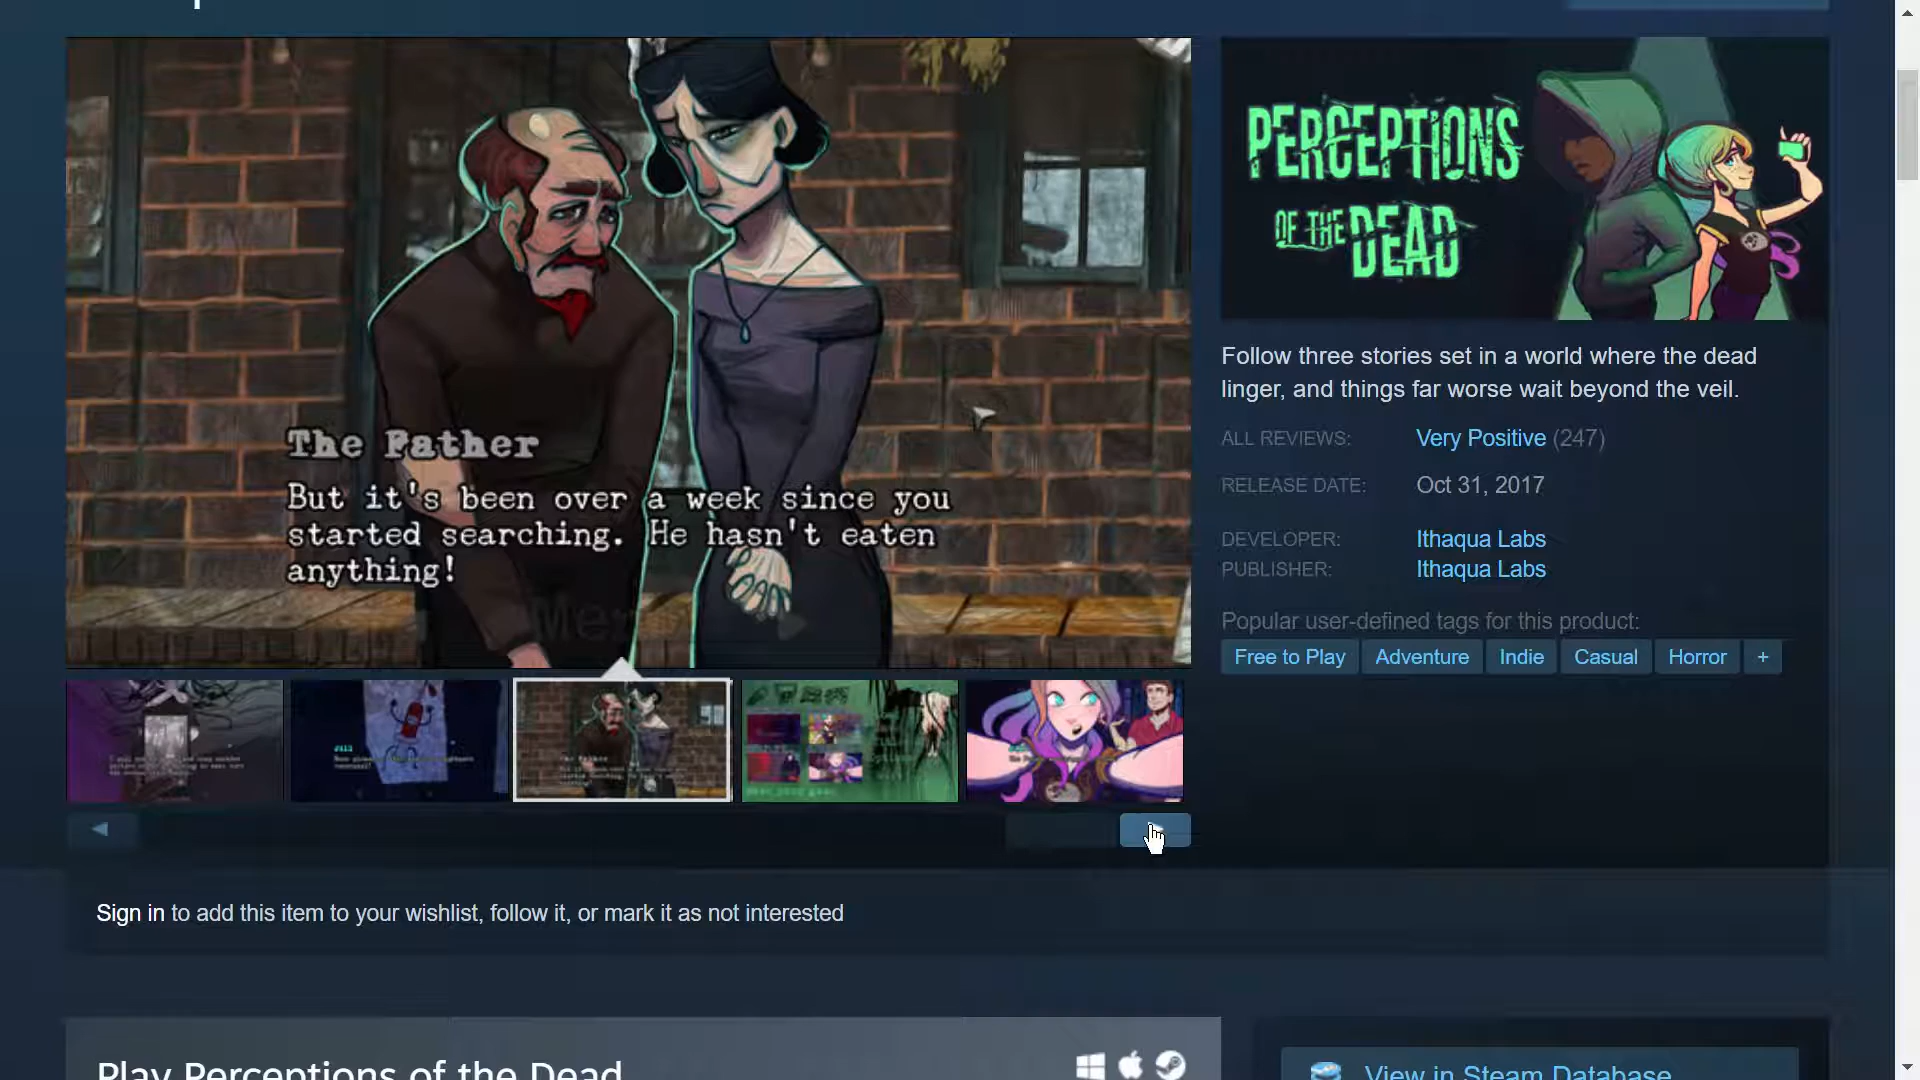 PERCEPTIONS
OF THE DEAD
The Father
But it's been over a week since you
started searching. He hasn't eaten
anything!
Follow three stories set in a world where the dead
linger, and things far worse wait beyond the veil.
ALL REVIEWS: Very Positive (247)
RELEASE DATE: Oct 31, 2017
DEVELOPER: Ithaqua Labs
PUBLISHER: Ithaqua Labs
Popular user-defined tags for this product:
Free to Play Adventure Indie Casual Horror +
Sign in to add this item to your wishlist, follow it, or mark it as not interested
Play Perceptions of the Dead
View in Steam Database